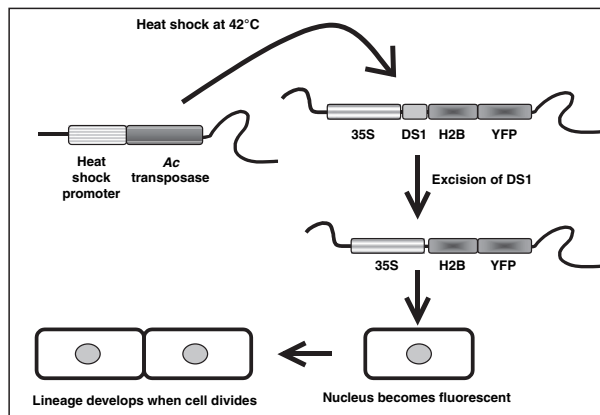 Heat shock at 42°C
35S DS1 H2B YFP
Heat
shock
promoter
Ac
transposase
Excision of DS1
35S H2B YFP
Lineage develops when cell divides
Nucleus becomes fluorescent